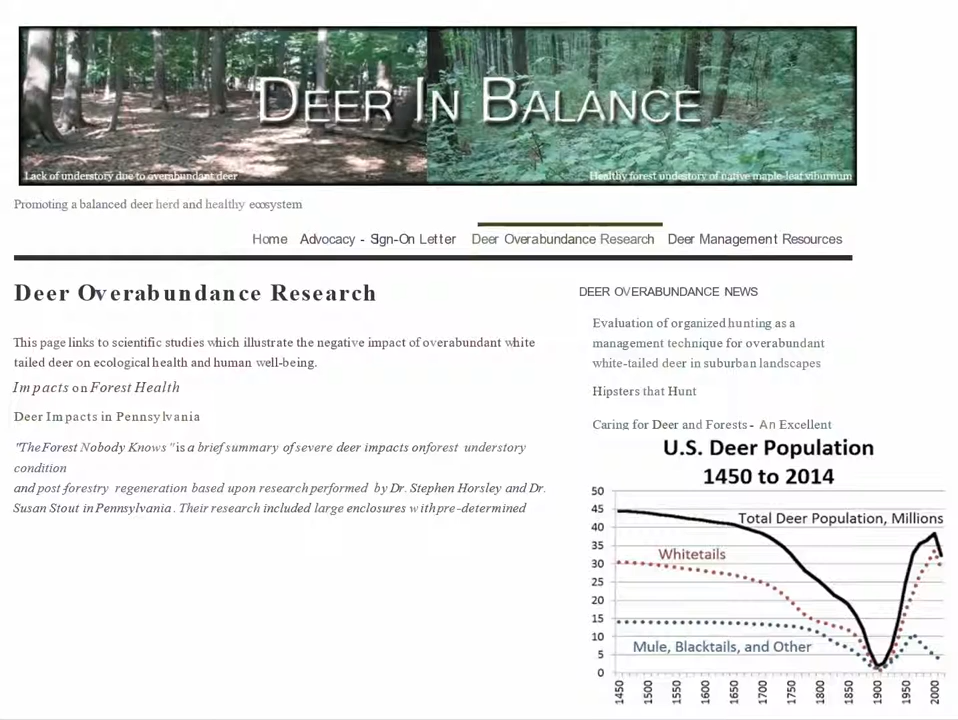 DEER IN BALANCE
Lack of understory due to overabundant deer
Healthy forest undestory of native maple-leaf viburnum
Promoting a balanced deer herd and healthy ecosystem
Home Advocacy - Sign-On Letter Deer Overabundance Research Deer Management Resources
Deer Overabundance Research
This page links to scientific studies which illustrate the negative impact of overabundant white
tailed deer on ecological health and human well-being.
Impacts on Forest Health
Deer Impacts in Pennsylvania
"The Forest Nobody Knows" is a brief summary of severe deer impacts on forest understory
condition
and post-forestry regeneration based upon research performed by Dr. Stephen Horsley and Dr.
Susan Stout in Pennsylvania. Their research included large enclosures with pre-determined
DEER OVERABUNDANCE NEWS
Evaluation of organized hunting as a
management technique for overabundant
white-tailed deer in suburban landscapes
Hipsters that Hunt
Caring for Deer and Forests - An Excellent
U.S. Deer Population
1450 to 2014
50
45
40
35
30
25
20
15
10
5
0
Total Deer Population, Millions
Whitetails
Mule, Blacktails, and Other
1450 1500 1550 1600 1650 1700 1750 1800 1850 1900 1950 2000